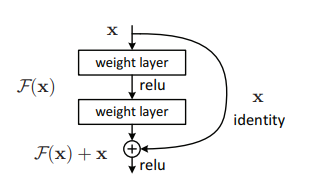 x
weight layer
relu
F(x)
weight layer
x
identity
F(x) + x
+
relu